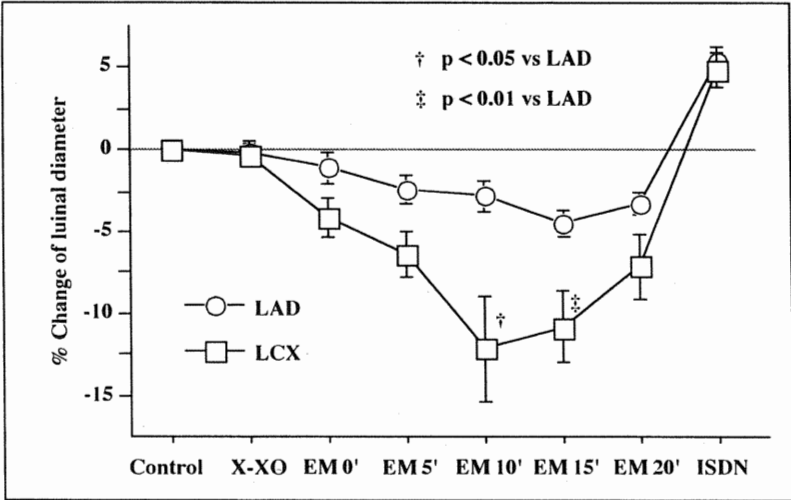 † p < 0.05 vs LAD
‡ p < 0.01 vs LAD
% Change of luinal diameter
5
0
-5
-10
-15
LAD
LCX
†
‡
Control X-XO EM 0' EM 5' EM 10' EM 15' EM 20' ISDN